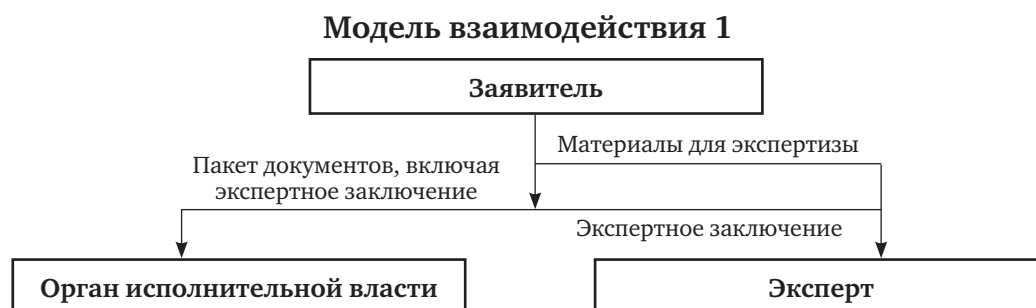 Модель взаимодействия 1
Заявитель
Материалы для экспертизы
Пакет документов, включая
экспертное заключение
Экспертное заключение
Орган исполнительной власти
Эксперт